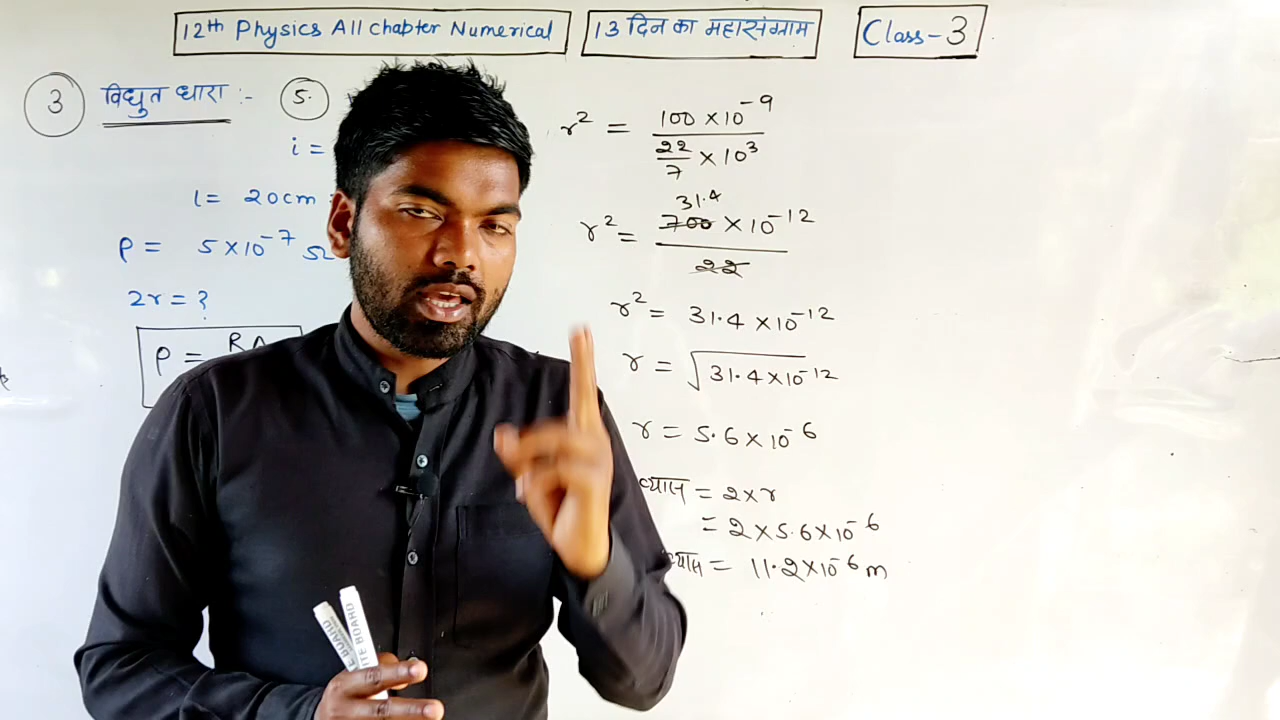 12th Physics All chapter Numerical
13 दिन का महासंग्राम
Class-3
3 विद्युत धारा :-
5.
i =
l = 20cm
ρ = 5×10⁻⁷ Ω
2r = ?
ρ = RA
r² = 100×10⁻⁹ / 22/7 × 10³
31.4
r² = 700 × 10⁻¹² / 22
r² = 31.4 × 10⁻¹²
r = √31.4×10⁻¹²
r = 5.6×10⁻⁶
व्यास = 2×r
= 2×5.6×10⁻⁶
व्यास = 11.2×10⁻⁶ m